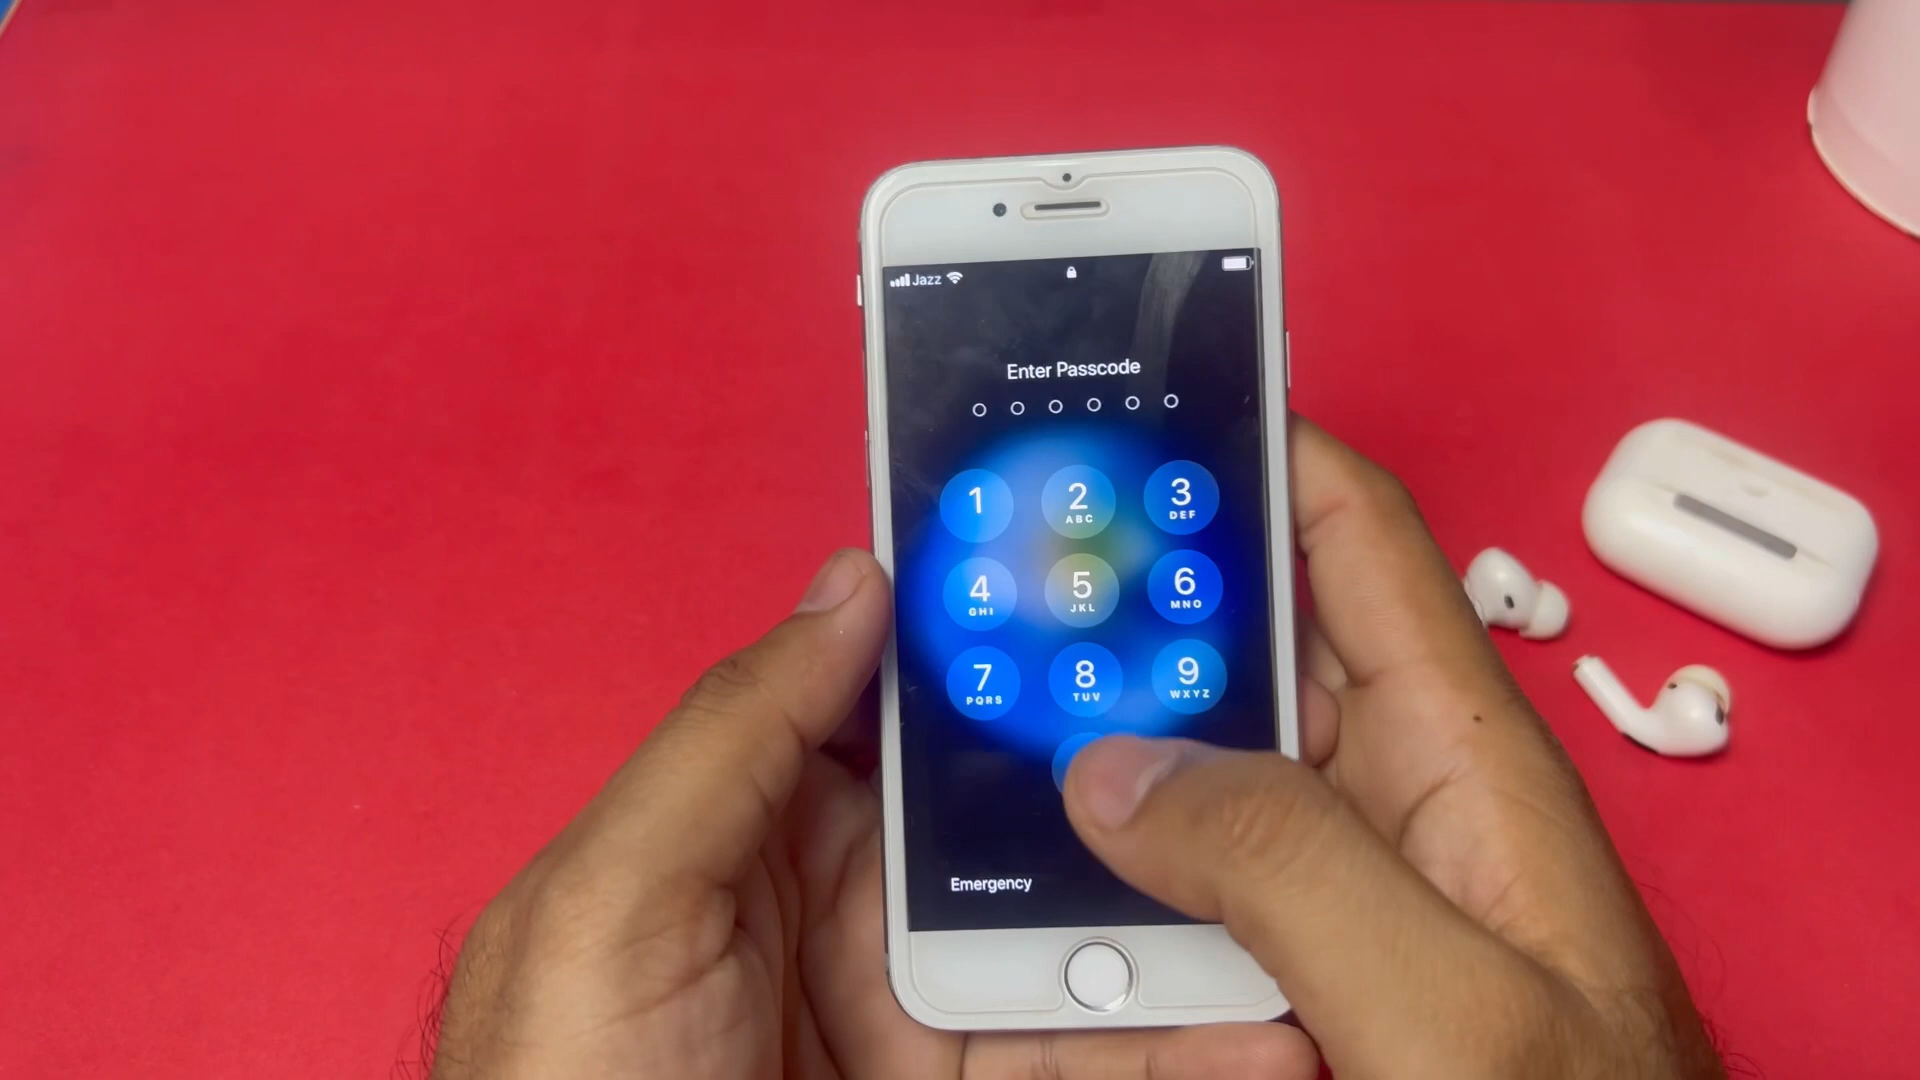 Jazz
Enter Passcode
1 2 3
ABC DEF
4 5 6
GHI JKL MNO
7 8 9
PQRS TUV WXYZ
Emergency